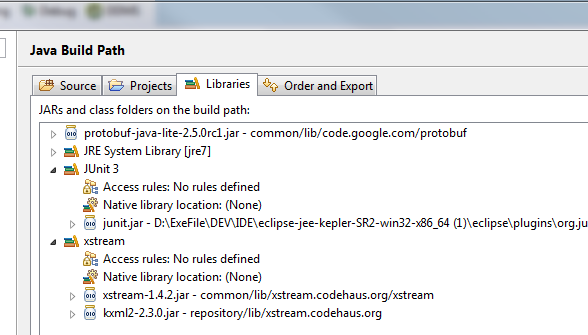 Java Build Path
Source Projects Libraries Order and Export
JARs and class folders on the build path:
protobuf-java-lite-2.5.0rc1.jar - common/lib/code.google.com/protobuf
JRE System Library [jre7]
JUnit 3
Access rules: No rules defined
Native library location: (None)
junit.jar - D:\ExeFile\DEV\IDE\eclipse-jee-kepler-SR2-win32-x86_64 (1)\eclipse\plugins\org.ju
xstream
Access rules: No rules defined
Native library location: (None)
xstream-1.4.2.jar - common/lib/xstream.codehaus.org/xstream
kxml2-2.3.0.jar - repository/lib/xstream.codehaus.org